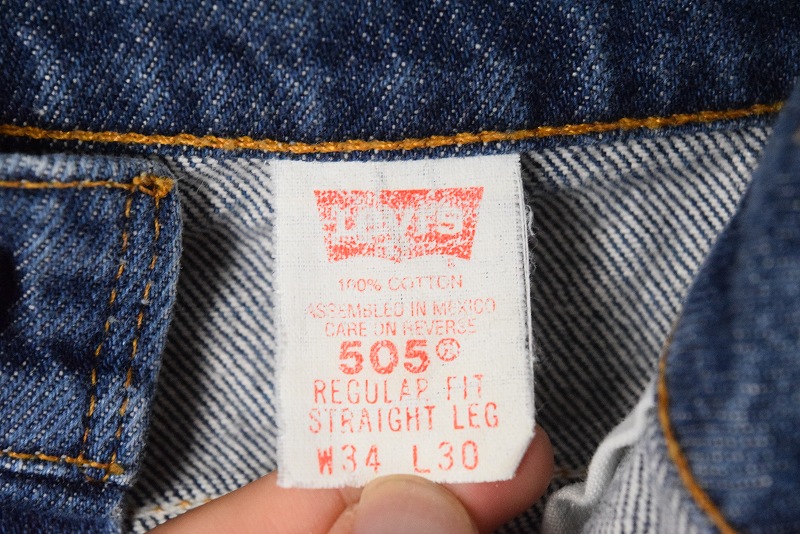 Levi's
®
100% COTTON
ASSEMBLED IN MEXICO
CARE ON REVERSE
505®
REGULAR FIT
STRAIGHT LEG
W34 L30